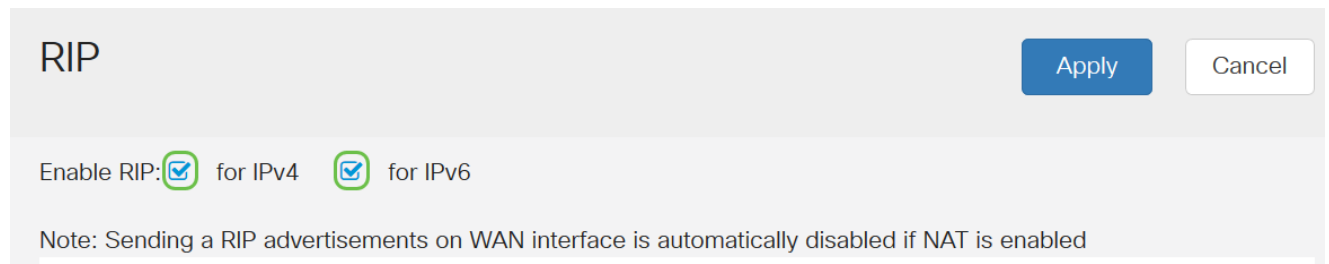 RIP
Apply
Cancel
Enable RIP: for IPv4 for IPv6
Note: Sending a RIP advertisements on WAN interface is automatically disabled if NAT is enabled